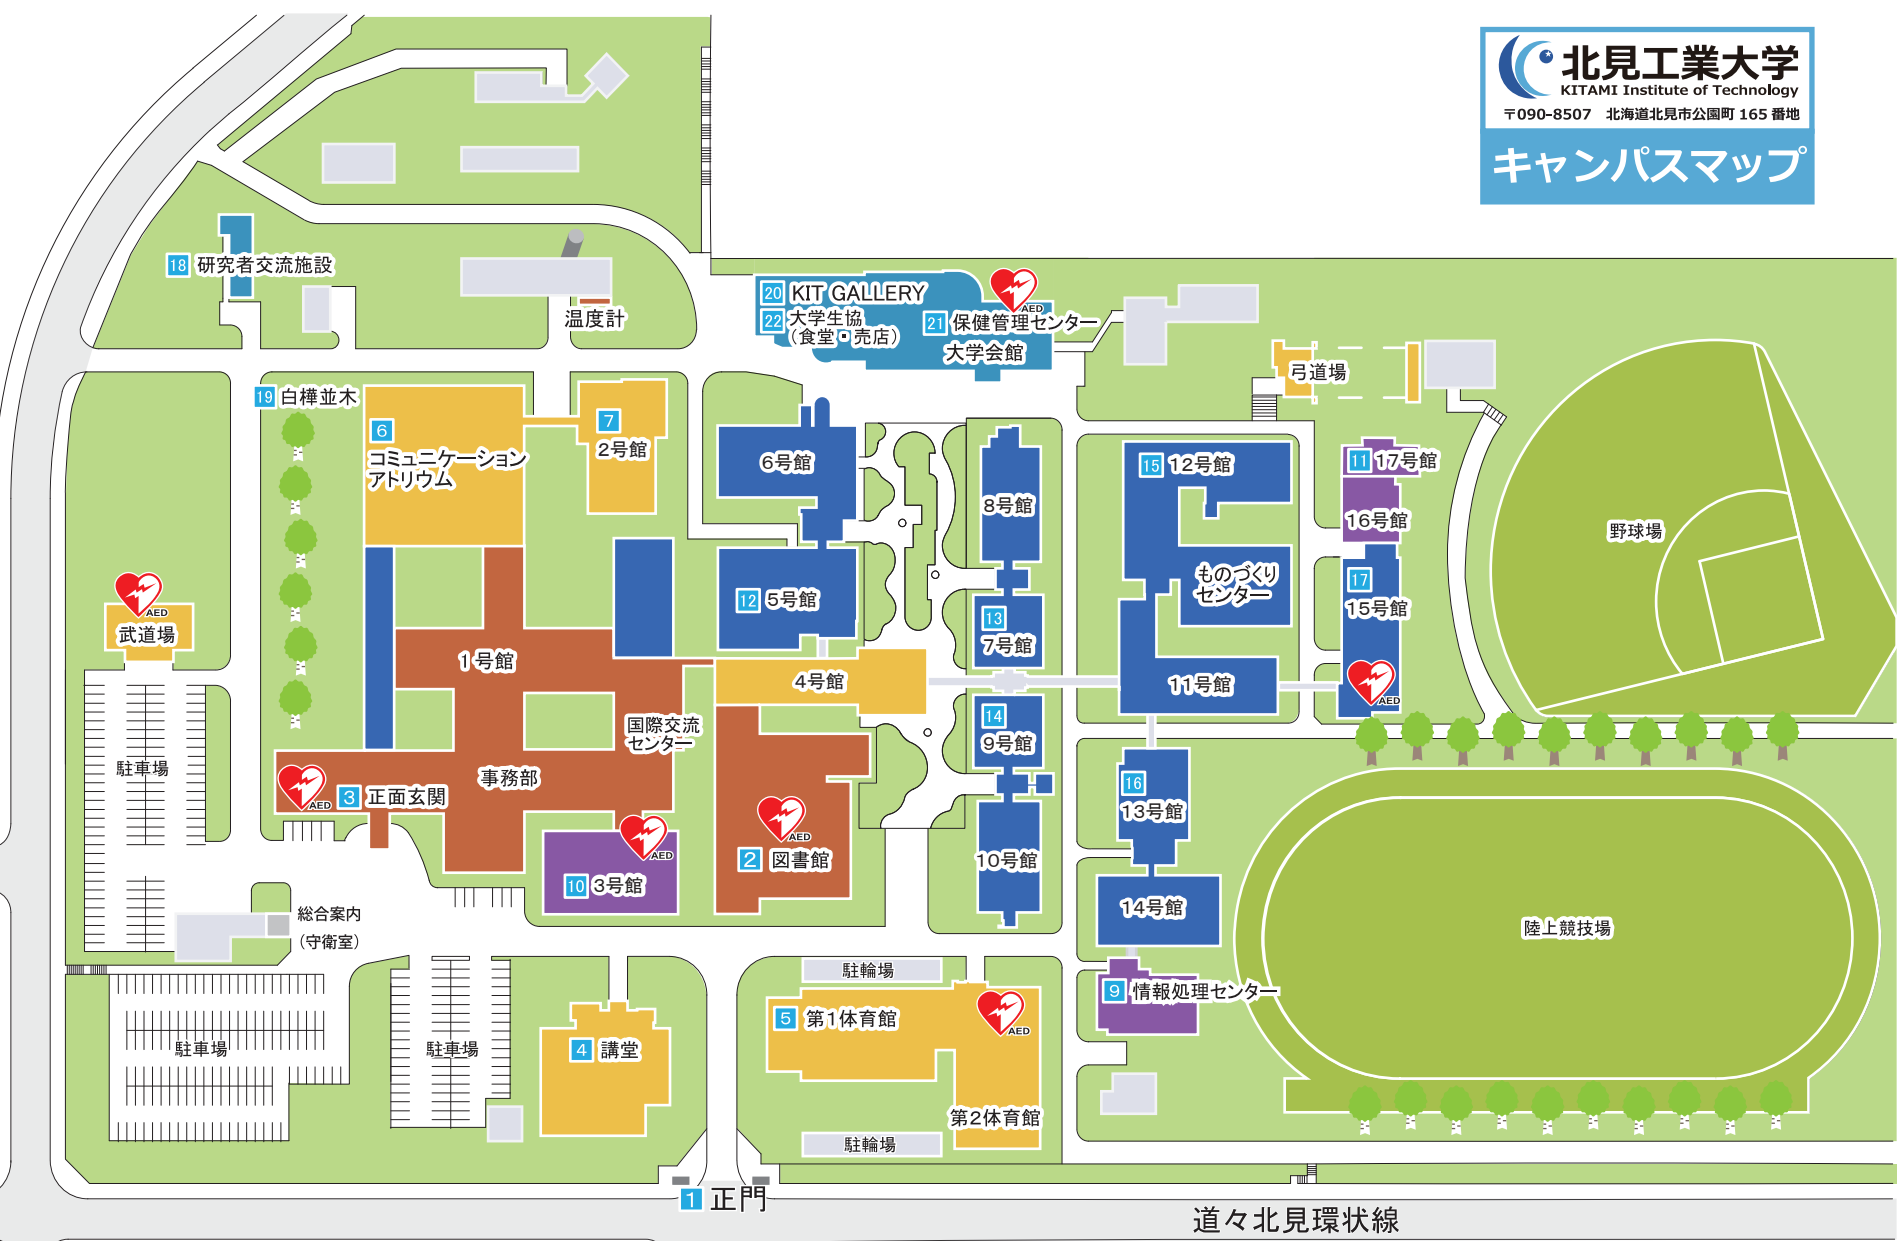 北見工業大学
KITAMI Institute of Technology
〒090-8507 北海道北見市公園町 165 番地
キャンパスマップ
18 研究者交流施設
温度計
20 KIT GALLERY
22 大学生協
（食堂・売店）
AED
21 保健管理センター
大学会館
弓道場
19 白樺並木
6
コミュニケーション
アトリウム
7
2号館
6号館
8号館
15 12号館
11 17号館
16号館
野球場
ものづくり
センター
17
15号館
AED
12 5号館
13
7号館
AED
武道場
1号館
4号館
11号館
国際交流
センター
14
9号館
駐車場
事務部
AED
3 正面玄関
16
13号館
AED
2 図書館
AED
10 3号館
10号館
14号館
総合案内
（守衛室）
陸上競技場
駐輪場
9 情報処理センター
5 第1体育館
AED
駐車場
駐車場
4 講堂
第2体育館
駐輪場
1 正門
道々北見環状線